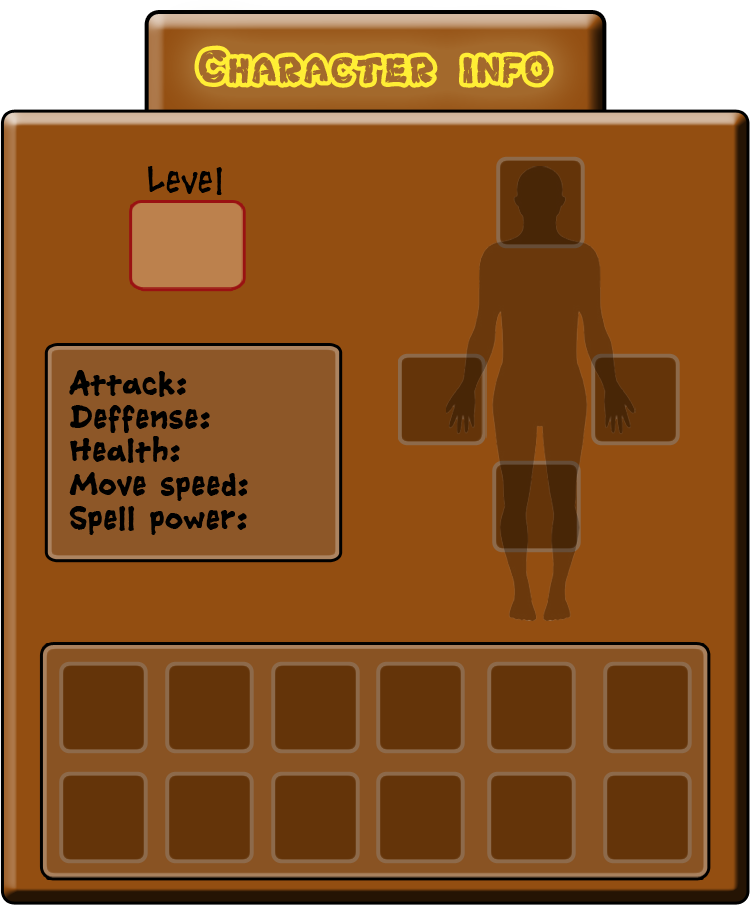 Character info
Level
Attack:
Deffense:
Health:
Move speed:
Spell power: